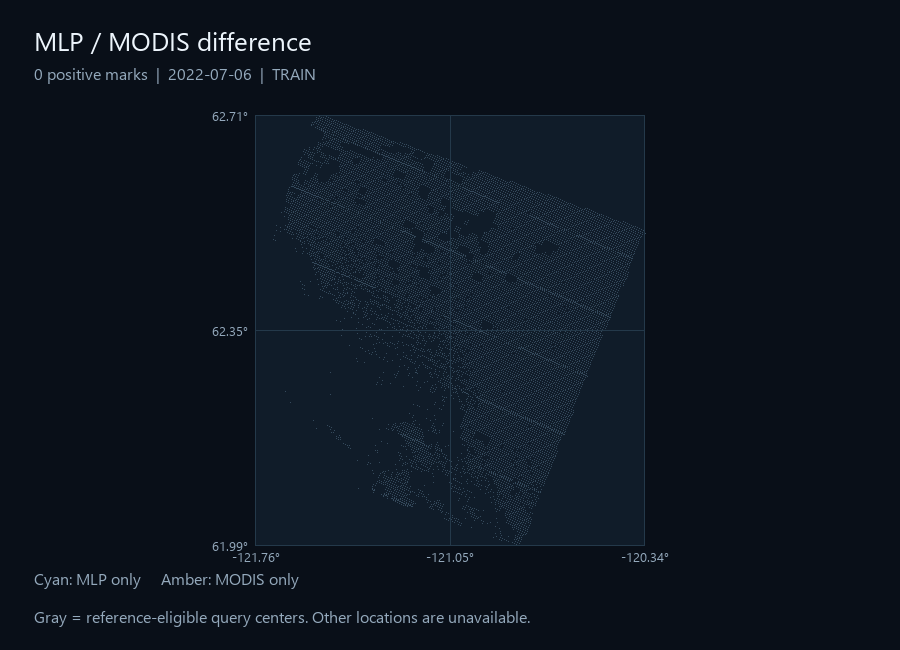 MLP / MODIS difference
0 positive marks | 2022-07-06 | TRAIN
62.71°
62.35°
61.99°
-121.76° -121.05° -120.34°
Cyan: MLP only Amber: MODIS only
Gray = reference-eligible query centers. Other locations are unavailable.